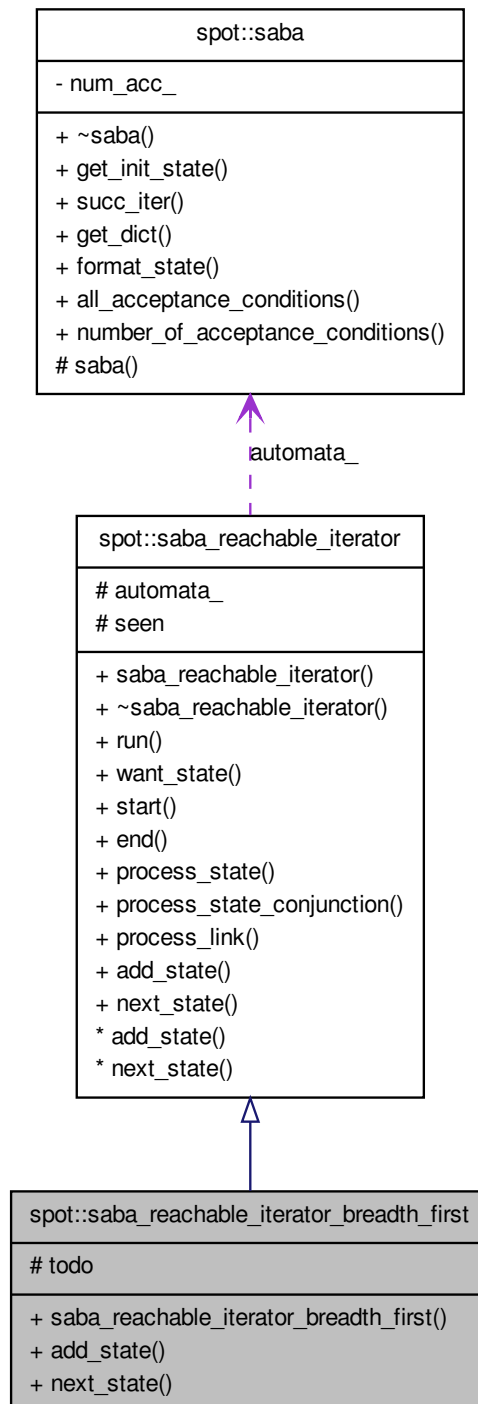 spot::saba
- num_acc_
+ ~saba()
+ get_init_state()
+ succ_iter()
+ get_dict()
+ format_state()
+ all_acceptance_conditions()
+ number_of_acceptance_conditions()
# saba()
automata_
spot::saba_reachable_iterator
# automata_
# seen
+ saba_reachable_iterator()
+ ~saba_reachable_iterator()
+ run()
+ want_state()
+ start()
+ end()
+ process_state()
+ process_state_conjunction()
+ process_link()
+ add_state()
+ next_state()
* add_state()
* next_state()
spot::saba_reachable_iterator_breadth_first
# todo
+ saba_reachable_iterator_breadth_first()
+ add_state()
+ next_state()